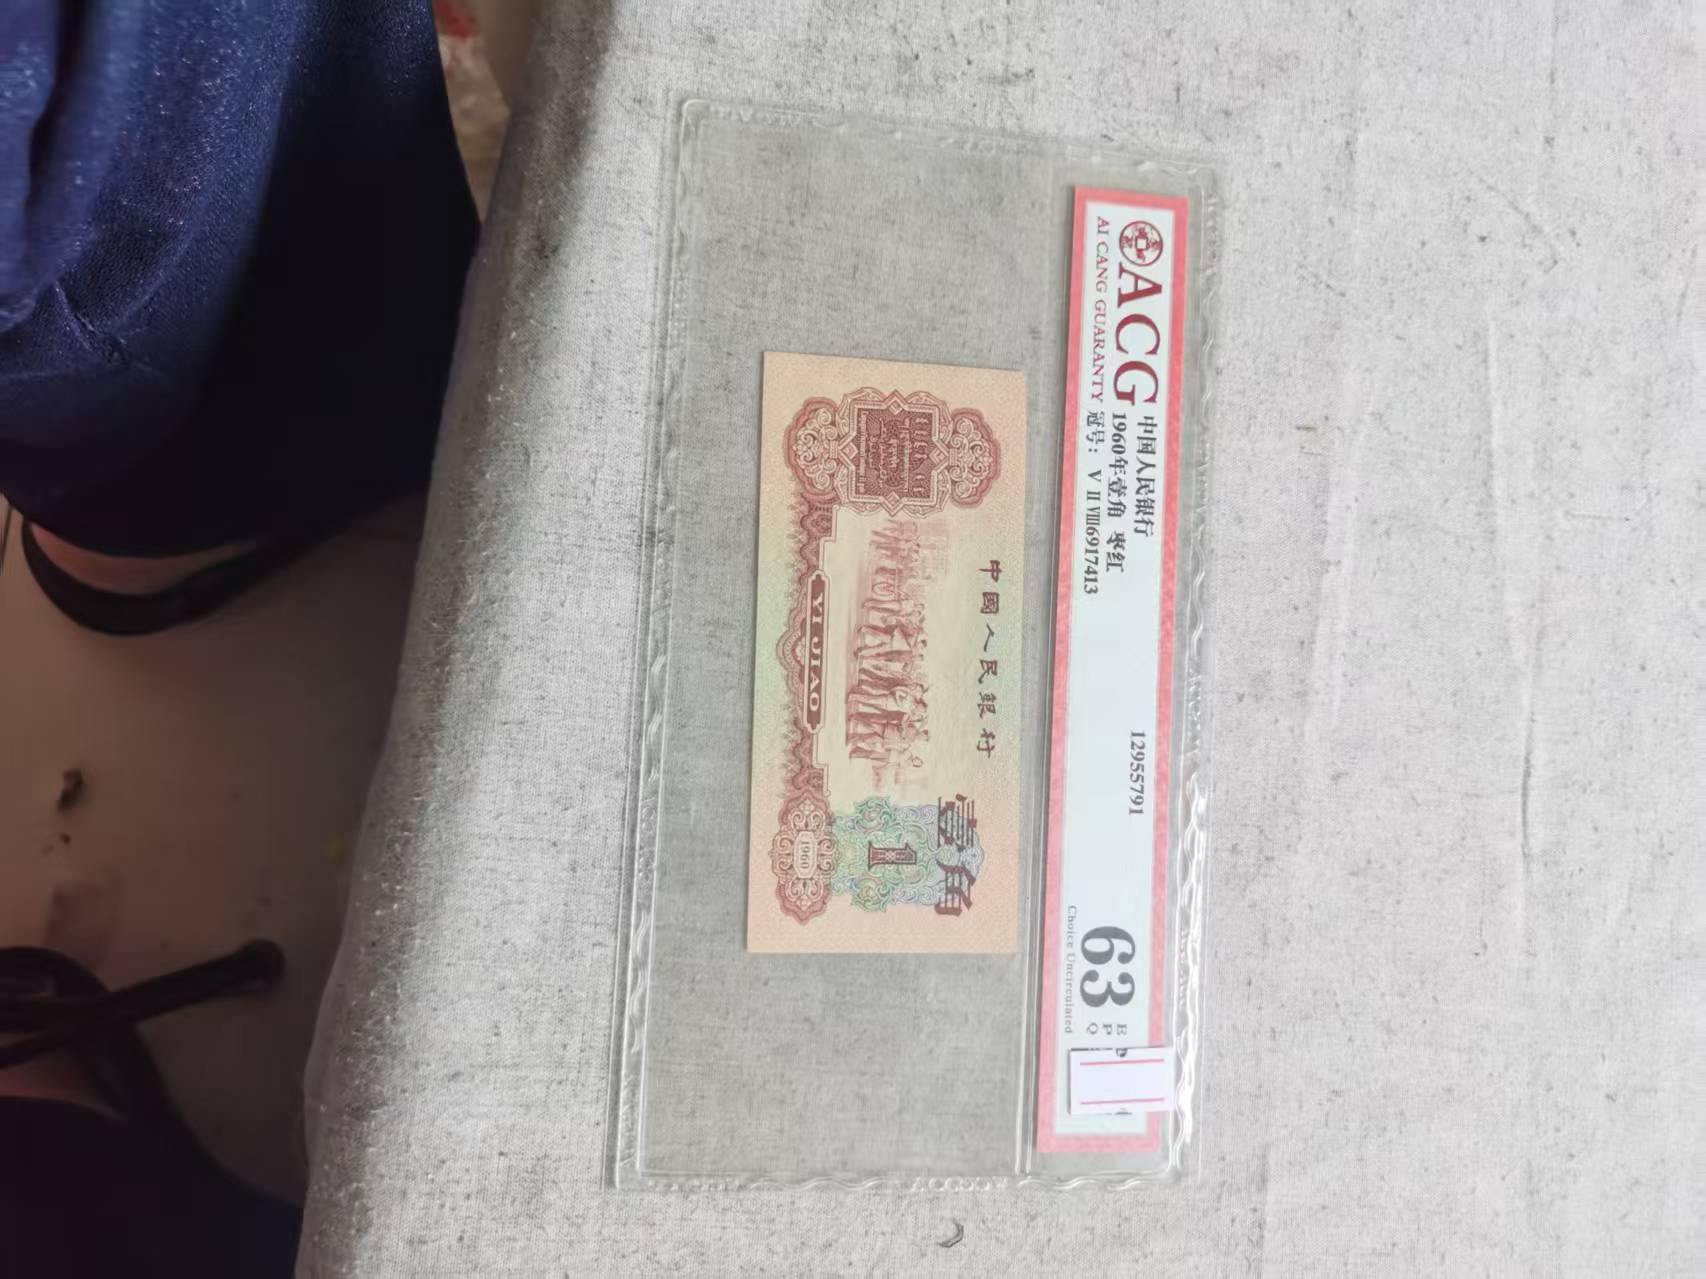 ACG
AI CANG GUARANTY
中国人民银行
1960年壹角 枣红
冠号: V II VIII6917413
12955791
63
E
P
Q
Choice Uncirculated
中國人民銀行
壹角
1
YI JIAO
1960